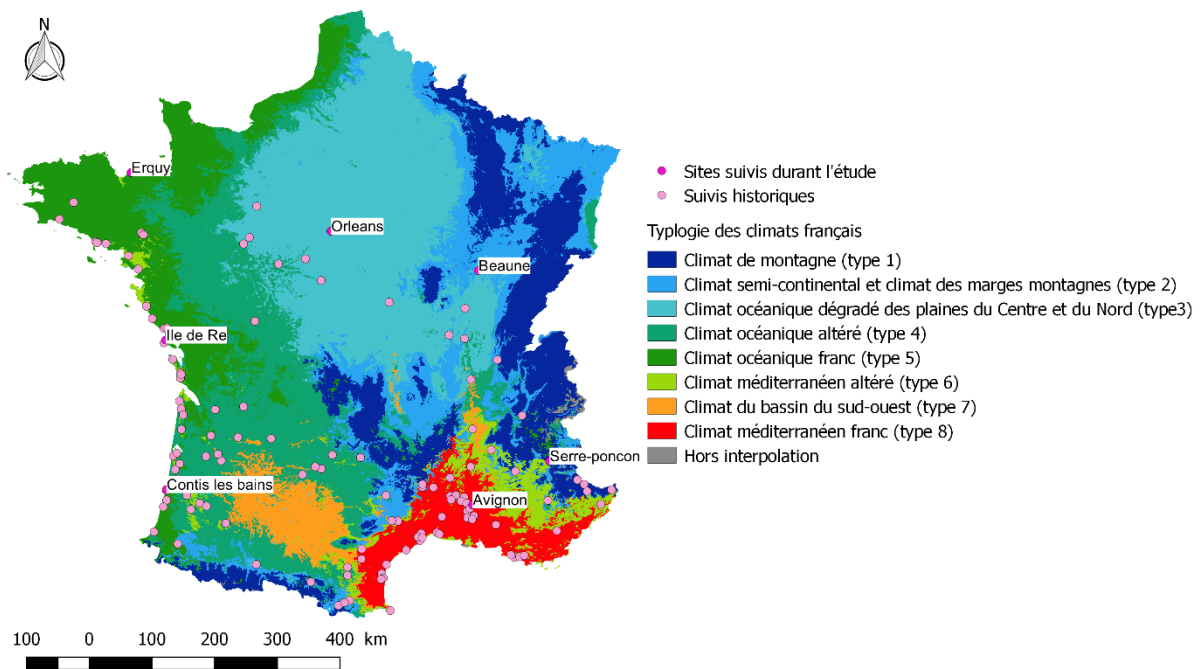 N
Erquy
Orleans
Beaune
Ile de Re
Serre-poncon
Contis les bains
Avignon
Sites suivis durant l'étude
Suivis historiques
Typlogie des climats français
Climat de montagne (type 1)
Climat semi-continental et climat des marges montagnes (type 2)
Climat océanique dégradé des plaines du Centre et du Nord (type3)
Climat océanique altéré (type 4)
Climat océanique franc (type 5)
Climat méditerranéen altéré (type 6)
Climat du bassin du sud-ouest (type 7)
Climat méditerranéen franc (type 8)
Hors interpolation
100 0 100 200 300 400 km